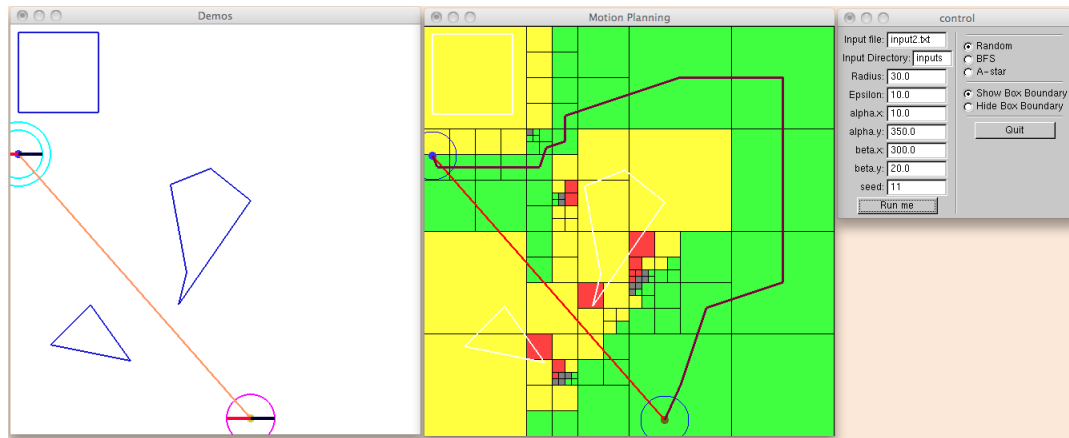 Demos
Motion Planning
control
Input file: input2.txt
Input Directory: inputs
Radius: 30.0
Epsilon: 10.0
alpha.x: 10.0
alpha.y: 350.0
beta.x: 300.0
beta.y: 20.0
seed: 11
Run me
Random
BFS
A-star
Show Box Boundary
Hide Box Boundary
Quit